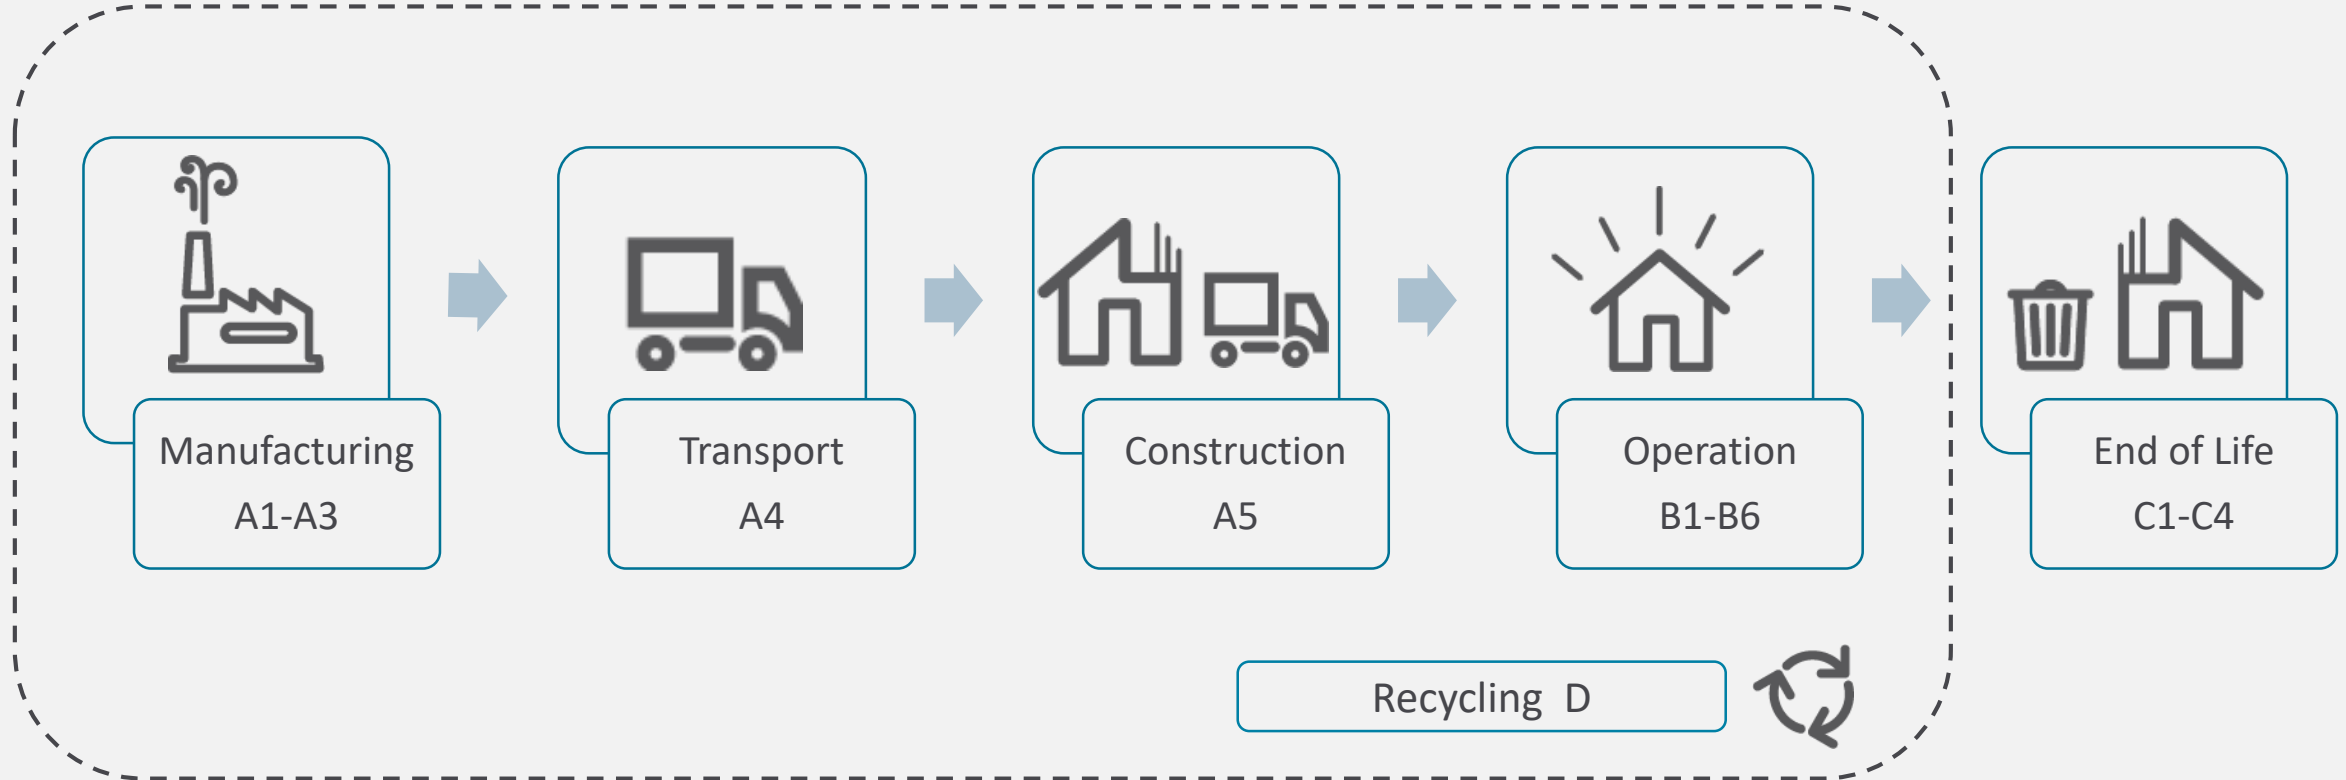 Manufacturing
A1-A3
Transport
A4
Construction
A5
Operation
B1-B6
End of Life
C1-C4
Recycling D